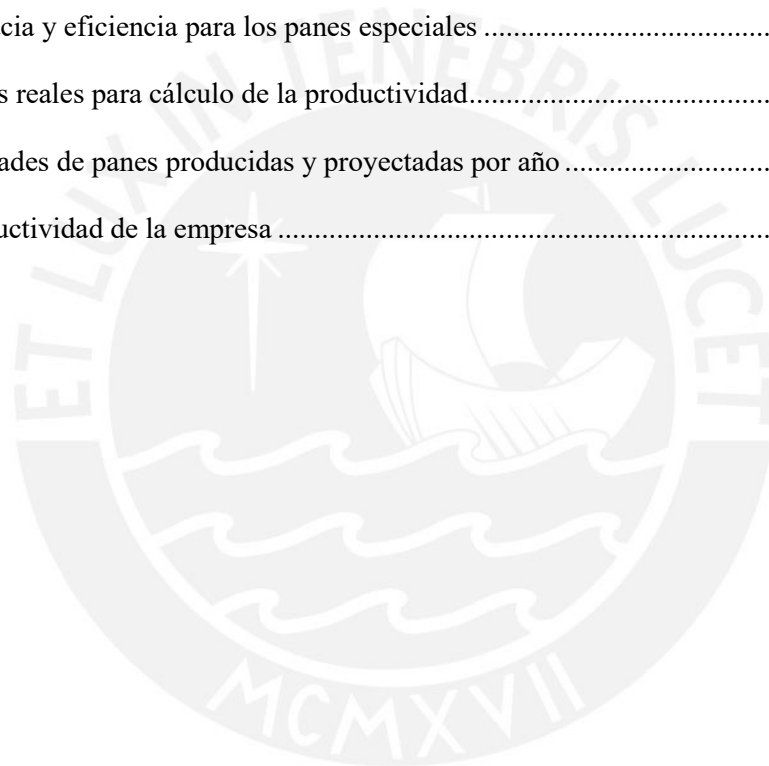 cia y eficiencia para los panes especiales ......................................
s reales para cálculo de la productividad........................................
ades de panes producidas y proyectadas por año ...........................
uctividad de la empresa ..................................................................
ET LUX IN TENEBRIS LUCET
MCMXVII